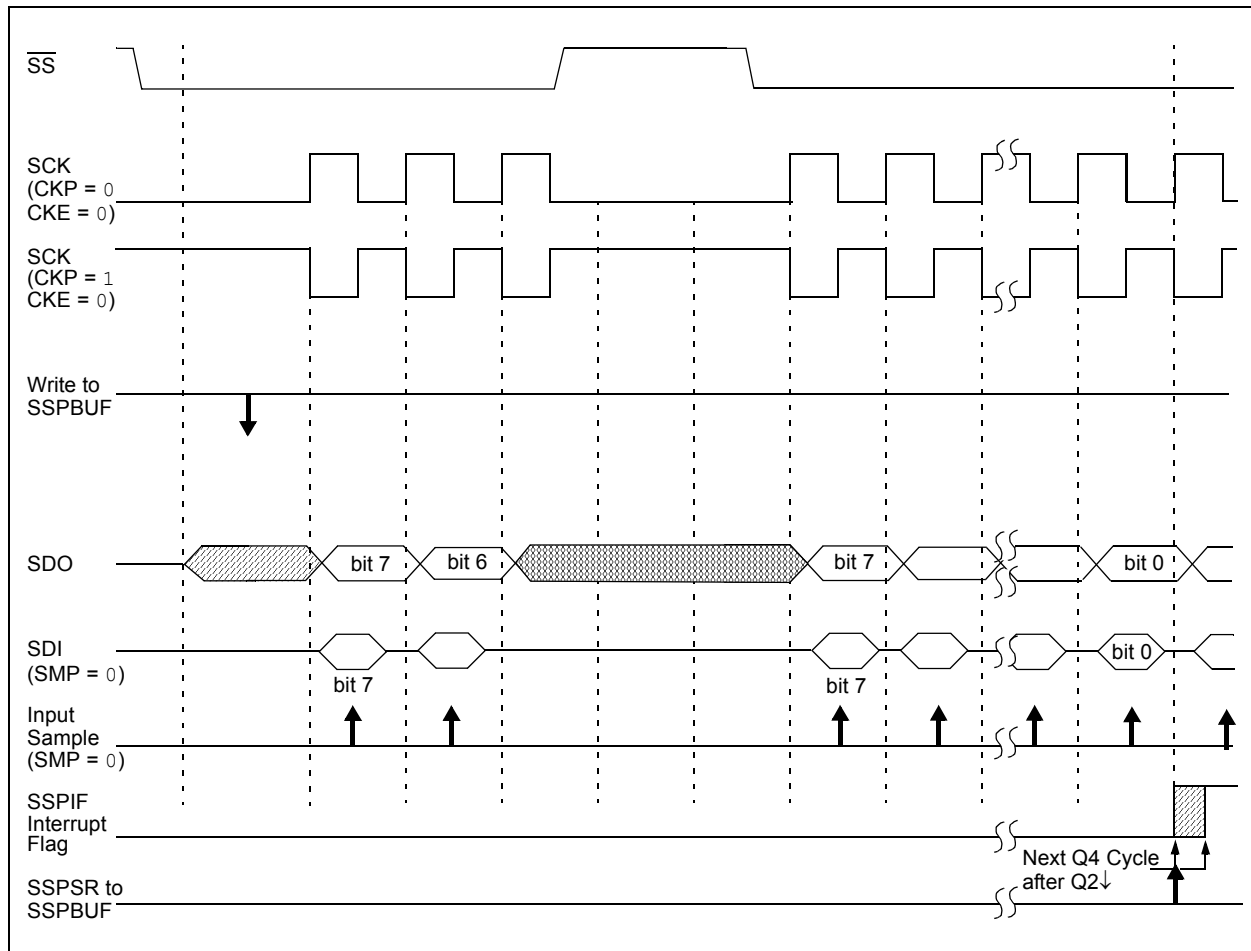 SS
SCK
(CKP = 0
CKE = 0)
SCK
(CKP = 1
CKE = 0)
Write to
SSPBUF
SDO
bit 7
bit 6
bit 7
bit 0
SDI
(SMP = 0)
bit 7
bit 7
bit 0
Input
Sample
(SMP = 0)
SSPIF
Interrupt
Flag
Next Q4 Cycle
after Q2↓
SSPSR to
SSPBUF